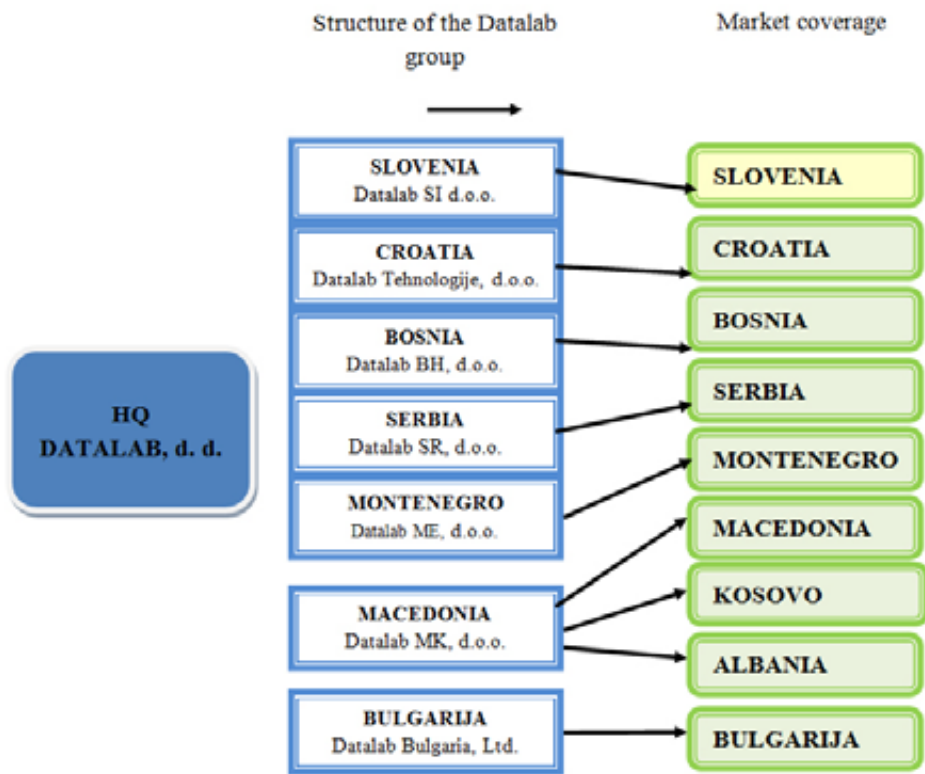 Structure of the Datalab
group
Market coverage
HQ
DATALAB, d. d.
SLOVENIA
Datalab SI d.o.o.
CROATIA
Datalab Tehnologije, d.o.o.
BOSNIA
Datalab BH, d.o.o.
SERBIA
Datalab SR, d.o.o.
MONTENEGRO
Datalab ME, d.o.o.
MACEDONIA
Datalab MK, d.o.o.
BULGARIJA
Datalab Bulgaria, Ltd.
SLOVENIA
CROATIA
BOSNIA
SERBIA
MONTENEGRO
MACEDONIA
KOSOVO
ALBANIA
BULGARIJA